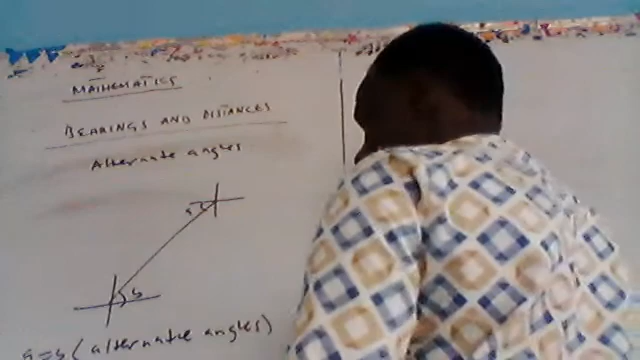 MATHEMATICS
BEARINGS AND DISTANCES
Alternate angles
a
b
a = b (alternate angles)